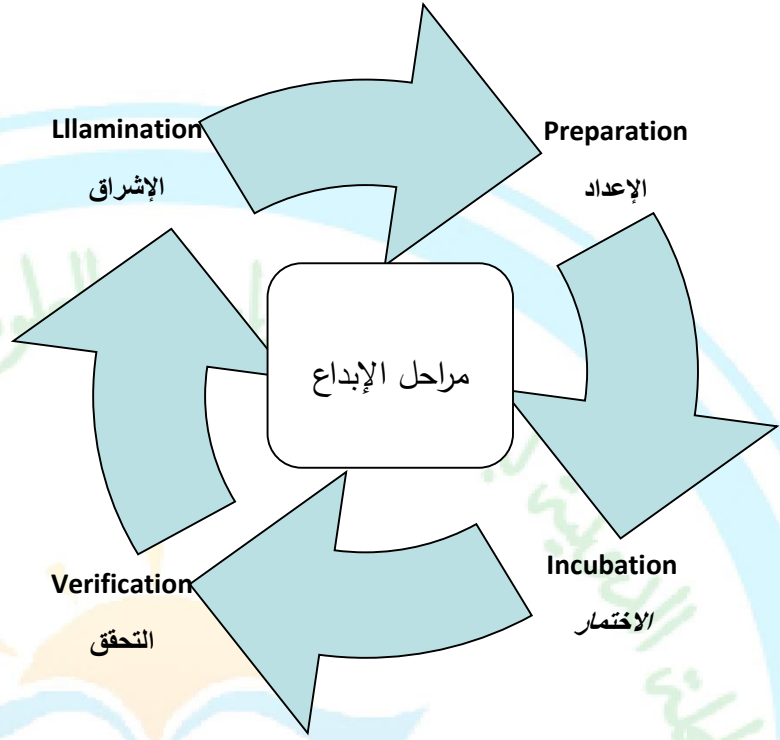 Lllamination
الإشراق
Preparation
الإعداد
مراحل الإبداع
Verification
التحقق
Incubation
الاختمار